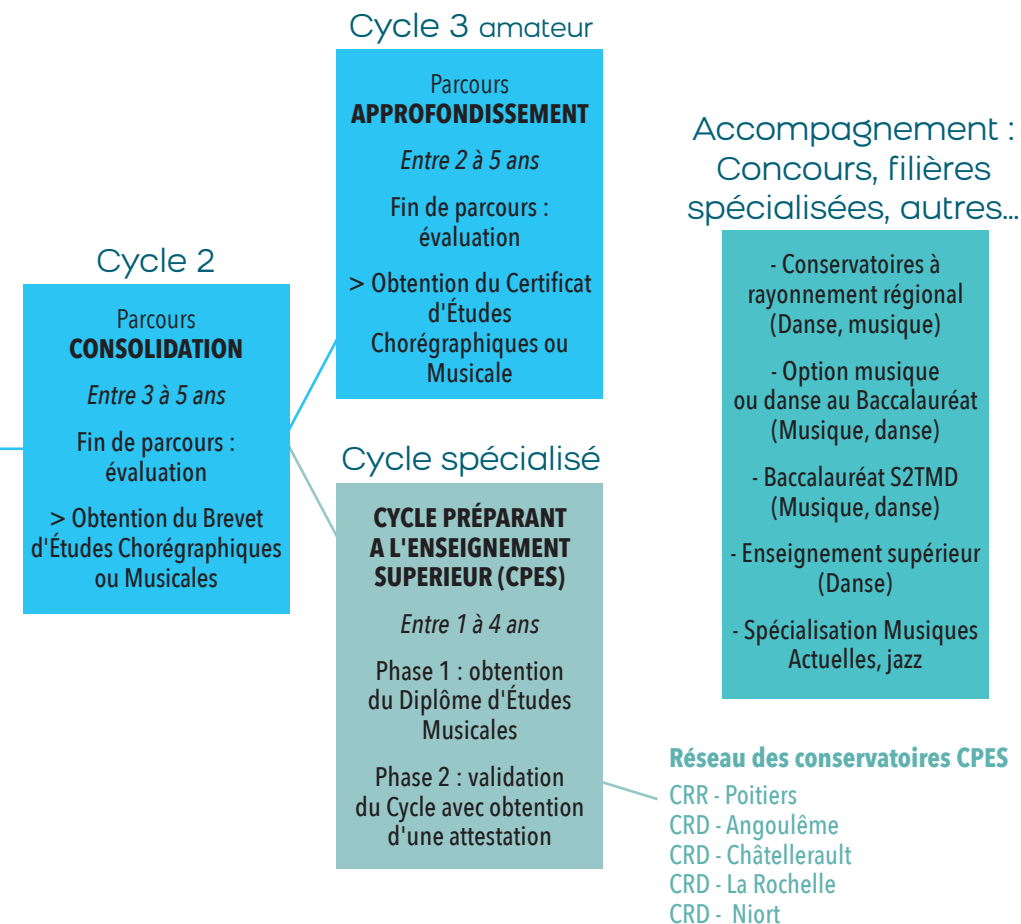 Cycle 2
Parcours
CONSOLIDATION
Entre 3 à 5 ans
Fin de parcours :
évaluation
> Obtention du Brevet
d'Études Chorégraphiques
ou Musicales
Cycle 3 amateur
Parcours
APPROFONDISSEMENT
Entre 2 à 5 ans
Fin de parcours :
évaluation
> Obtention du Certificat
d'Études
Chorégraphiques ou
Musicale
Cycle spécialisé
CYCLE PRÉPARANT
A L'ENSEIGNEMENT
SUPERIEUR (CPES)
Entre 1 à 4 ans
Phase 1 : obtention
du Diplôme d'Études
Musicales
Phase 2 : validation
du Cycle avec obtention
d'une attestation
Accompagnement :
Concours, filières
spécialisées, autres...
- Conservatoires à
rayonnement régional
(Danse, musique)
- Option musique
ou danse au Baccalauréat
(Musique, danse)
- Baccalauréat S2TMD
(Musique, danse)
- Enseignement supérieur
(Danse)
- Spécialisation Musiques
Actuelles, jazz
Réseau des conservatoires CPES
CRR - Poitiers
CRD - Angoulême
CRD - Châtellerault
CRD - La Rochelle
CRD - Niort